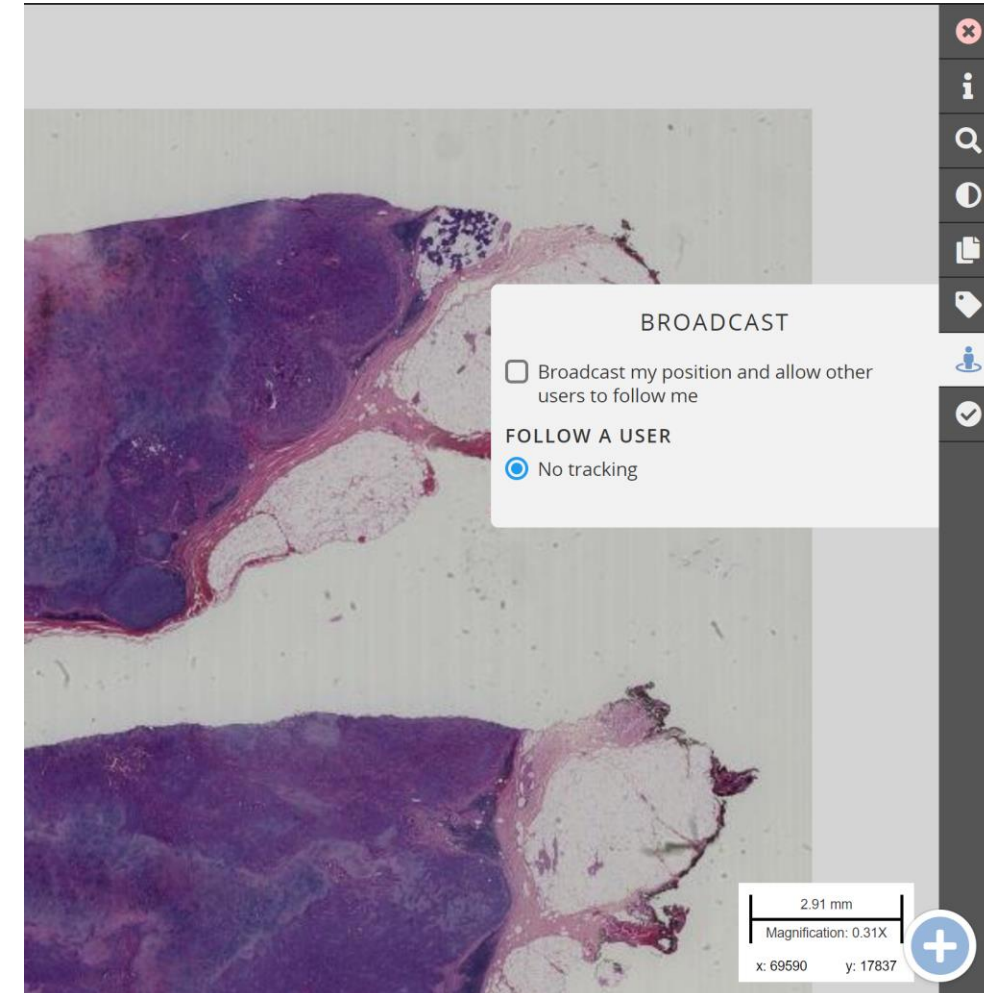 BROADCAST
Broadcast my position and allow other
users to follow me
FOLLOW A USER
No tracking
2.91 mm
Magnification: 0.31X
x: 69590 y: 17837